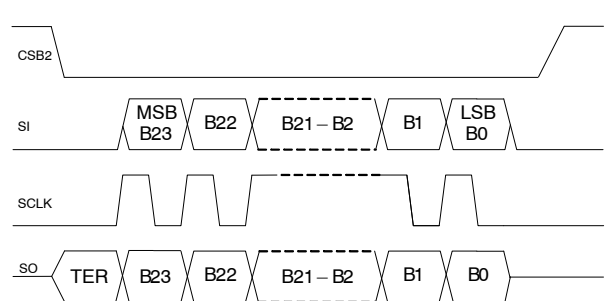 CSB2
SI
MSB
B23
B22
B21 – B2
B1
LSB
B0
SCLK
SO
TER
B23
B22
B21 – B2
B1
B0